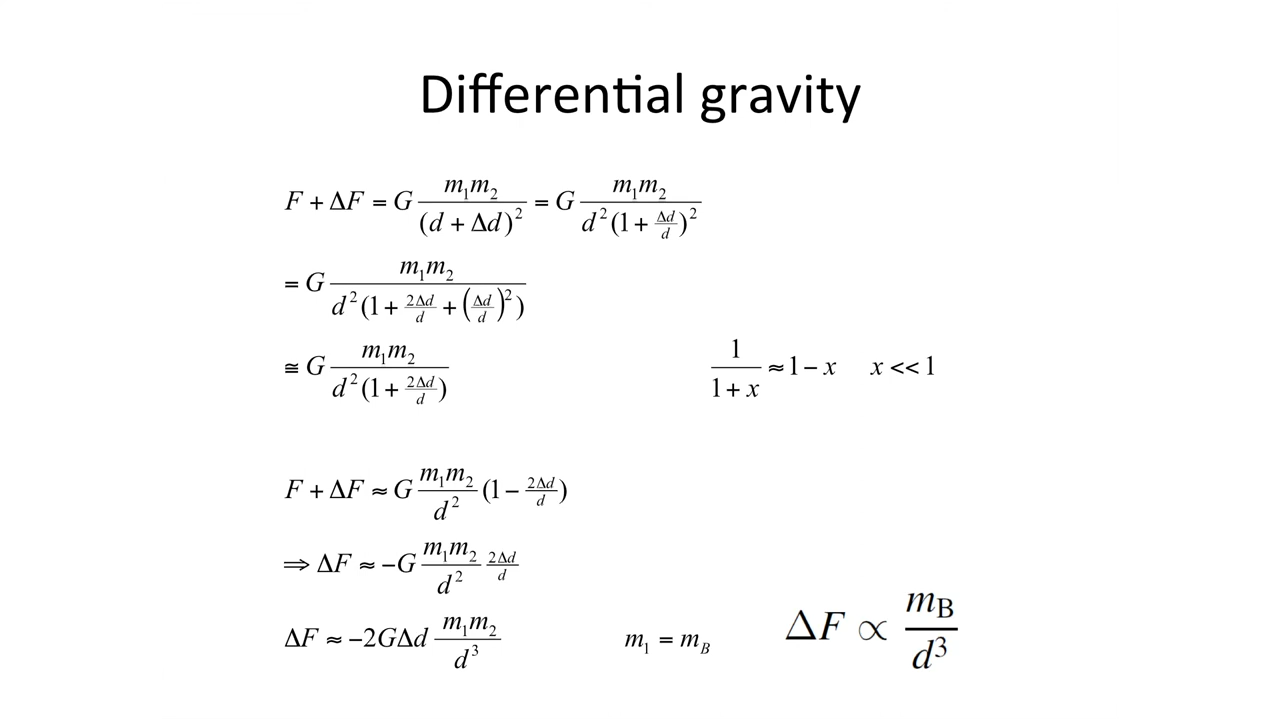 Differential gravity
F + ΔF = G m₁m₂ / (d + Δd)² = G m₁m₂ / d²(1 + Δd/d)²
= G m₁m₂ / d²(1 + 2Δd/d + (Δd/d)²)
≅ G m₁m₂ / d²(1 + 2Δd/d)
1 / 1 + x ≈ 1 − x x << 1
F + ΔF ≈ G m₁m₂ / d² (1 − 2Δd/d)
⇒ ΔF ≈ −G m₁m₂ / d² 2Δd/d
ΔF ≈ −2GΔd m₁m₂ / d³
m₁ = m_B
ΔF ∝ m_B / d³